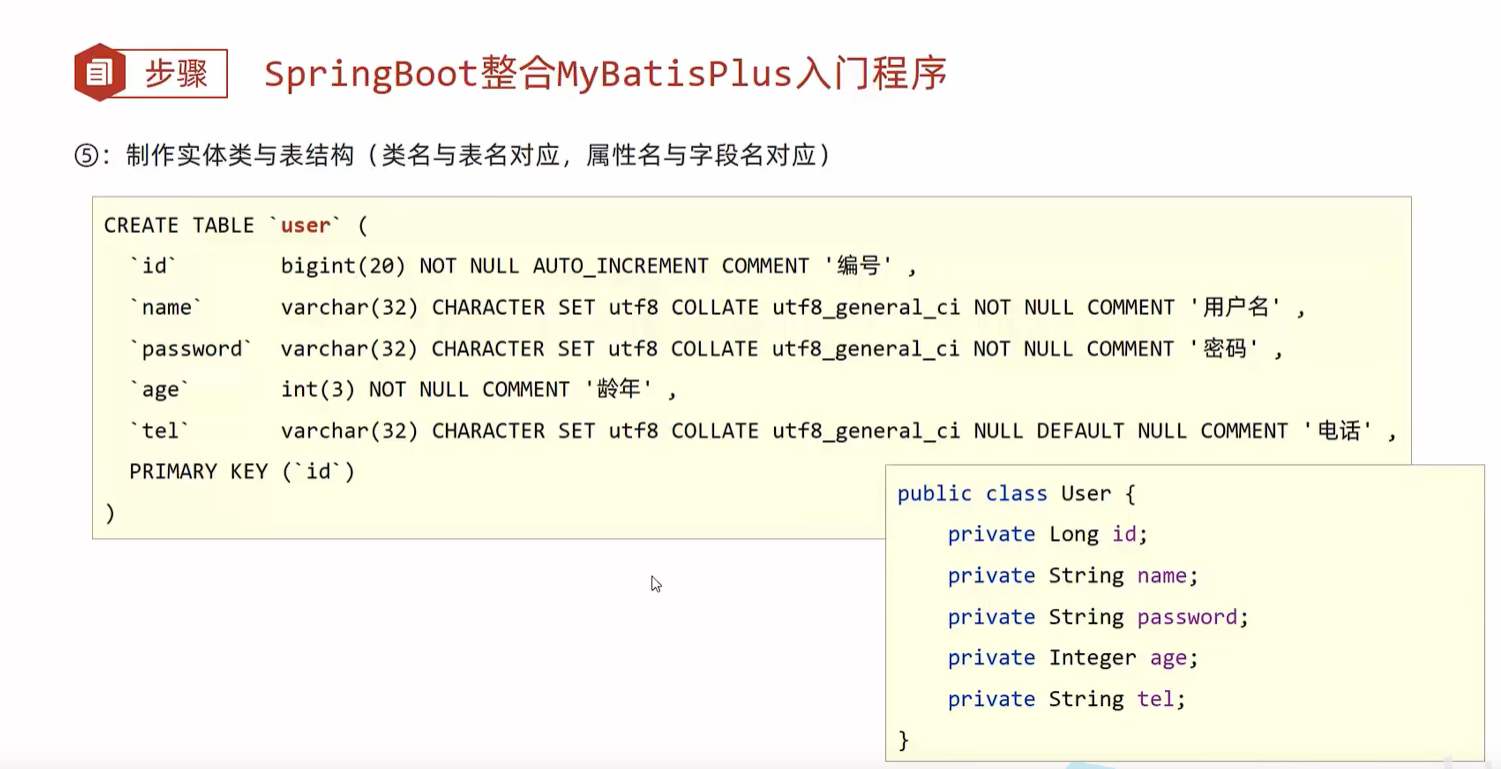 步骤 SpringBoot整合MyBatisPlus入门程序
⑤：制作实体类与表结构（类名与表名对应，属性名与字段名对应）
CREATE TABLE `user` (
`id` bigint(20) NOT NULL AUTO_INCREMENT COMMENT '编号' ,
`name` varchar(32) CHARACTER SET utf8 COLLATE utf8_general_ci NOT NULL COMMENT '用户名' ,
`password` varchar(32) CHARACTER SET utf8 COLLATE utf8_general_ci NOT NULL COMMENT '密码' ,
`age` int(3) NOT NULL COMMENT '龄年' ,
`tel` varchar(32) CHARACTER SET utf8 COLLATE utf8_general_ci NULL DEFAULT NULL COMMENT '电话' ,
PRIMARY KEY (`id`)
)
public class User {
private Long id;
private String name;
private String password;
private Integer age;
private String tel;
}